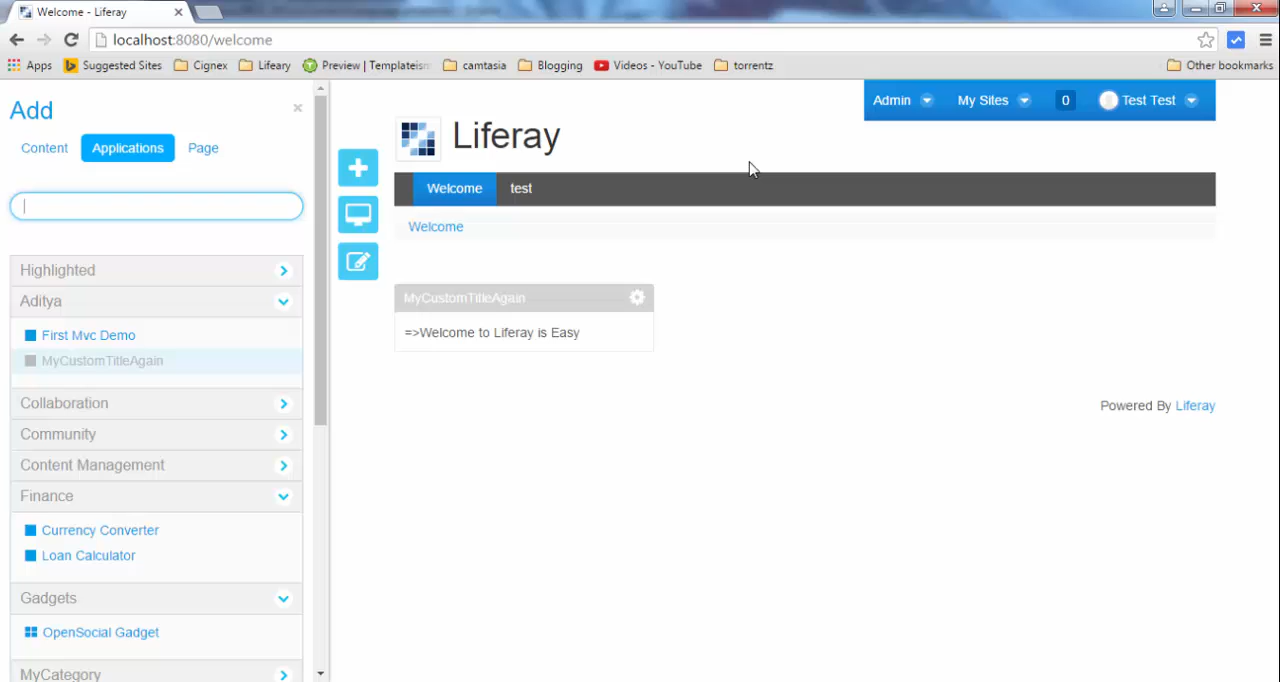 Welcome - Liferay
localhost:8080/welcome
Apps Suggested Sites Cignex Lifeary Preview | Templateism camtasia Blogging Videos - YouTube torrentz Other bookmarks
Add
Content Applications Page
Highlighted
Aditya
First Mvc Demo
MyCustomTitleAgain
Collaboration
Community
Content Management
Finance
Currency Converter
Loan Calculator
Gadgets
OpenSocial Gadget
MyCategory
Admin My Sites 0 Test Test
Liferay
Welcome test
Welcome
MyCustomTitleAgain
=>Welcome to Liferay is Easy
Powered By Liferay